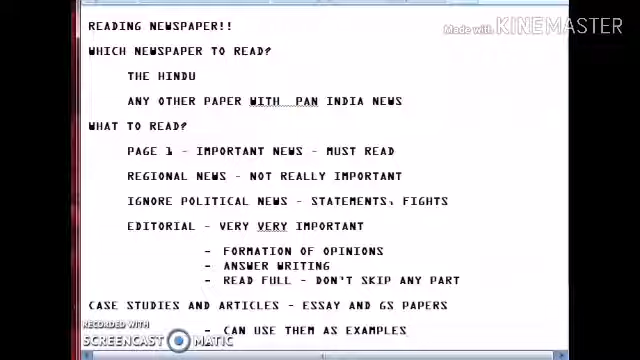 READING NEWSPAPER!!
Made with KINEMASTER
WHICH NEWSPAPER TO READ?
THE HINDU
ANY OTHER PAPER WITH PAN INDIA NEWS
WHAT TO READ?
PAGE 1 - IMPORTANT NEWS - MUST READ
REGIONAL NEWS - NOT REALLY IMPORTANT
IGNORE POLITICAL NEWS - STATEMENTS, FIGHTS
EDITORIAL - VERY VERY IMPORTANT
- FORMATION OF OPINIONS
- ANSWER WRITING
- READ FULL - DON'T SKIP ANY PART
CASE STUDIES AND ARTICLES - ESSAY AND GS PAPERS
RECORDED WITH
- CAN USE THEM AS EXAMPLES
SCREENCAST MATIC